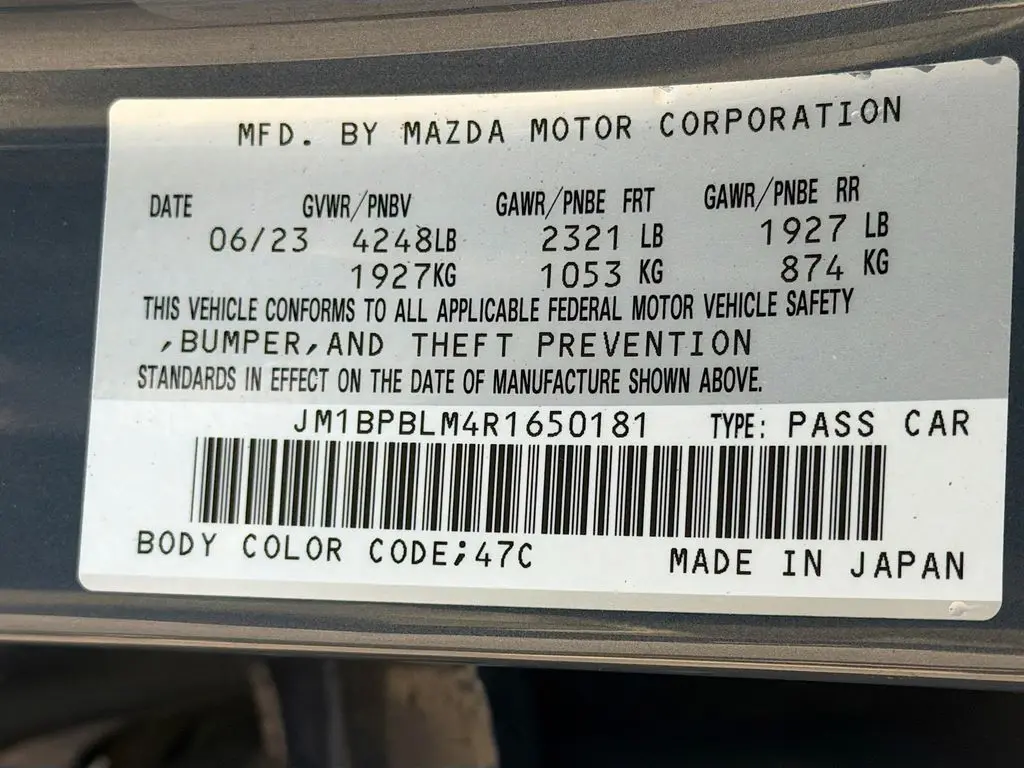 MFD. BY MAZDA MOTOR CORPORATION
DATE GVWR/PNBV GAWR/PNBE FRT GAWR/PNBE RR
06/23 4248LB 2321 LB 1927 LB
1927KG 1053 KG 874 KG
THIS VEHICLE CONFORMS TO ALL APPLICABLE FEDERAL MOTOR VEHICLE SAFETY
,BUMPER,AND THEFT PREVENTION
STANDARDS IN EFFECT ON THE DATE OF MANUFACTURE SHOWN ABOVE.
JM1BPBLM4R1650181 TYPE: PASS CAR
BODY COLOR CODE;47C MADE IN JAPAN